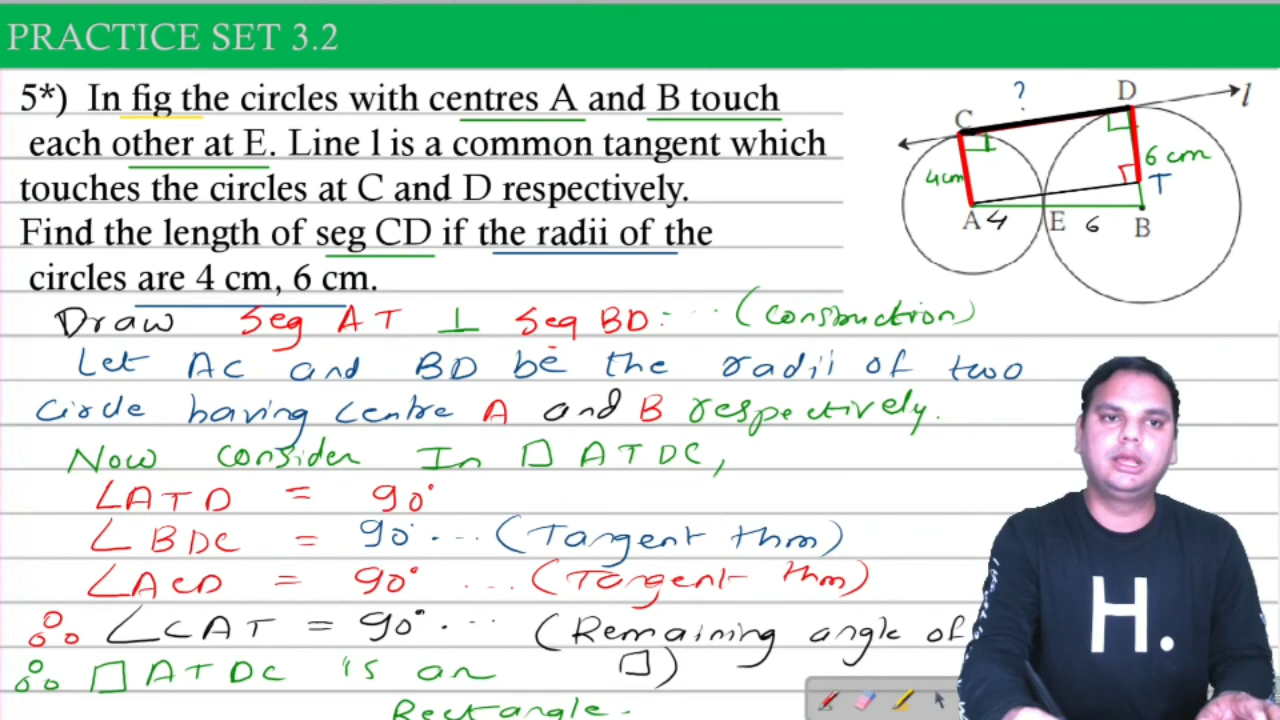 PRACTICE SET 3.2
5*) In fig the circles with centres A and B touch
each other at E. Line l is a common tangent which
touches the circles at C and D respectively.
Find the length of seg CD if the radii of the
circles are 4 cm, 6 cm.
?
C
D
l
4cm
6 cm
T
A
4
E
6
B
Draw seg AT ⊥ seg BD. ... (construction)
Let AC and BD be the radii of two
circle having centre A and B respectively.
Now consider In □ ATDC,
∠ATD = 90°
∠BDC = 90° ... (Tangent thm)
∠ACD = 90° ... (Tangent thm)
∴ ∠CAT = 90° ... (Remaining angle of
□)
∴ □ATDC is an
Rectangle.
H.